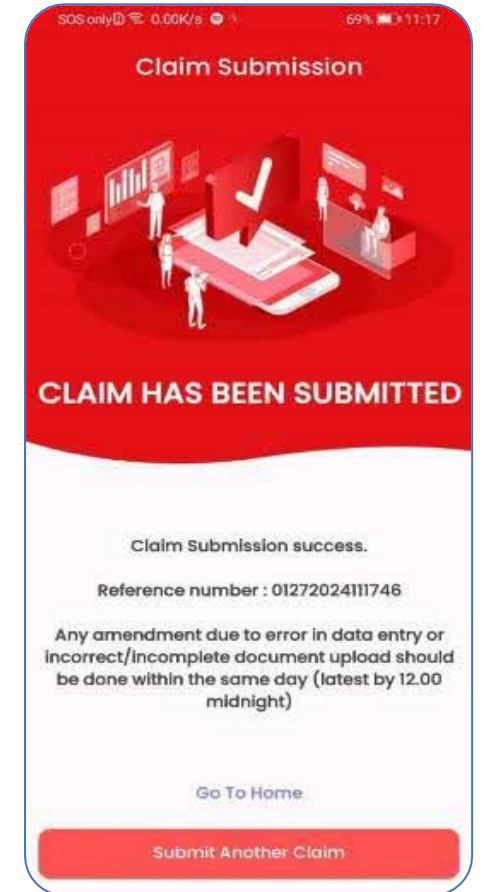 SOS only 0.00K/s 69% 11:17
Claim Submission
CLAIM HAS BEEN SUBMITTED
Claim Submission success.
Reference number : 01272024111746
Any amendment due to error in data entry or
incorrect/incomplete document upload should
be done within the same day (latest by 12.00
midnight)
Go To Home
Submit Another Claim